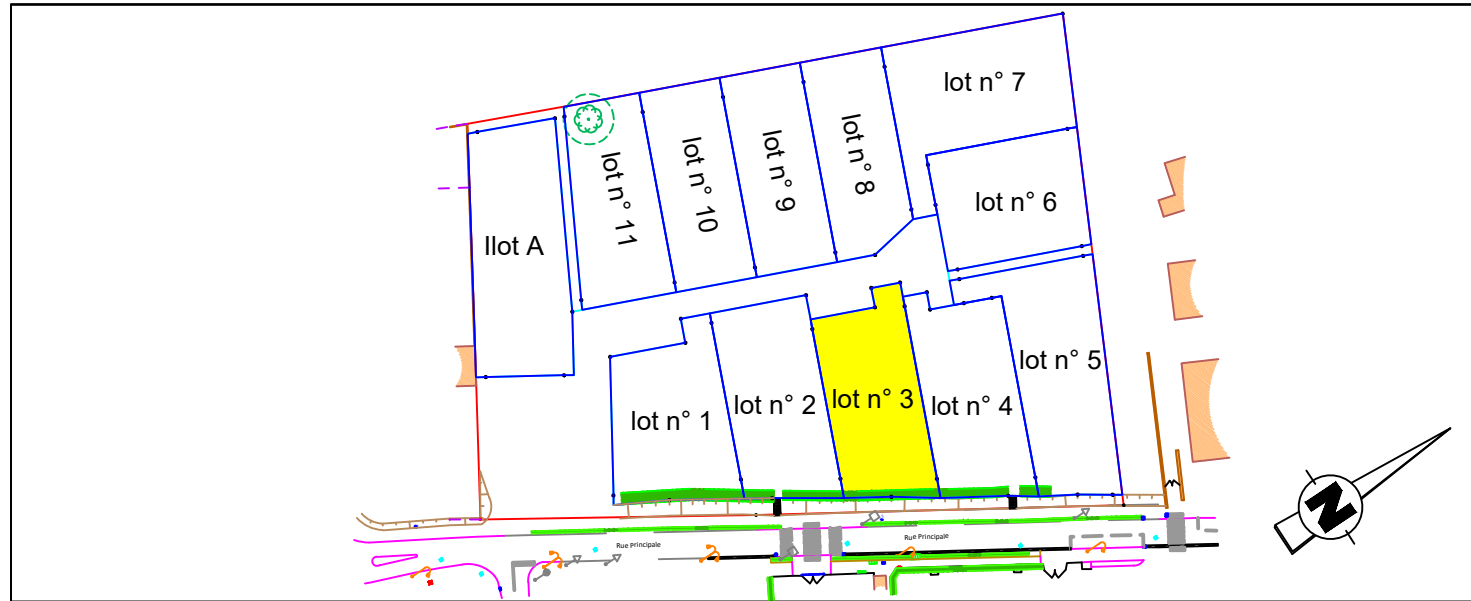 lot n° 7
lot n° 8
lot n° 9
lot n° 10
lot n° 11
lot n° 6
Ilot A
lot n° 5
lot n° 3
lot n° 2
lot n° 4
lot n° 1
Rue Principale
Rue Principale
N